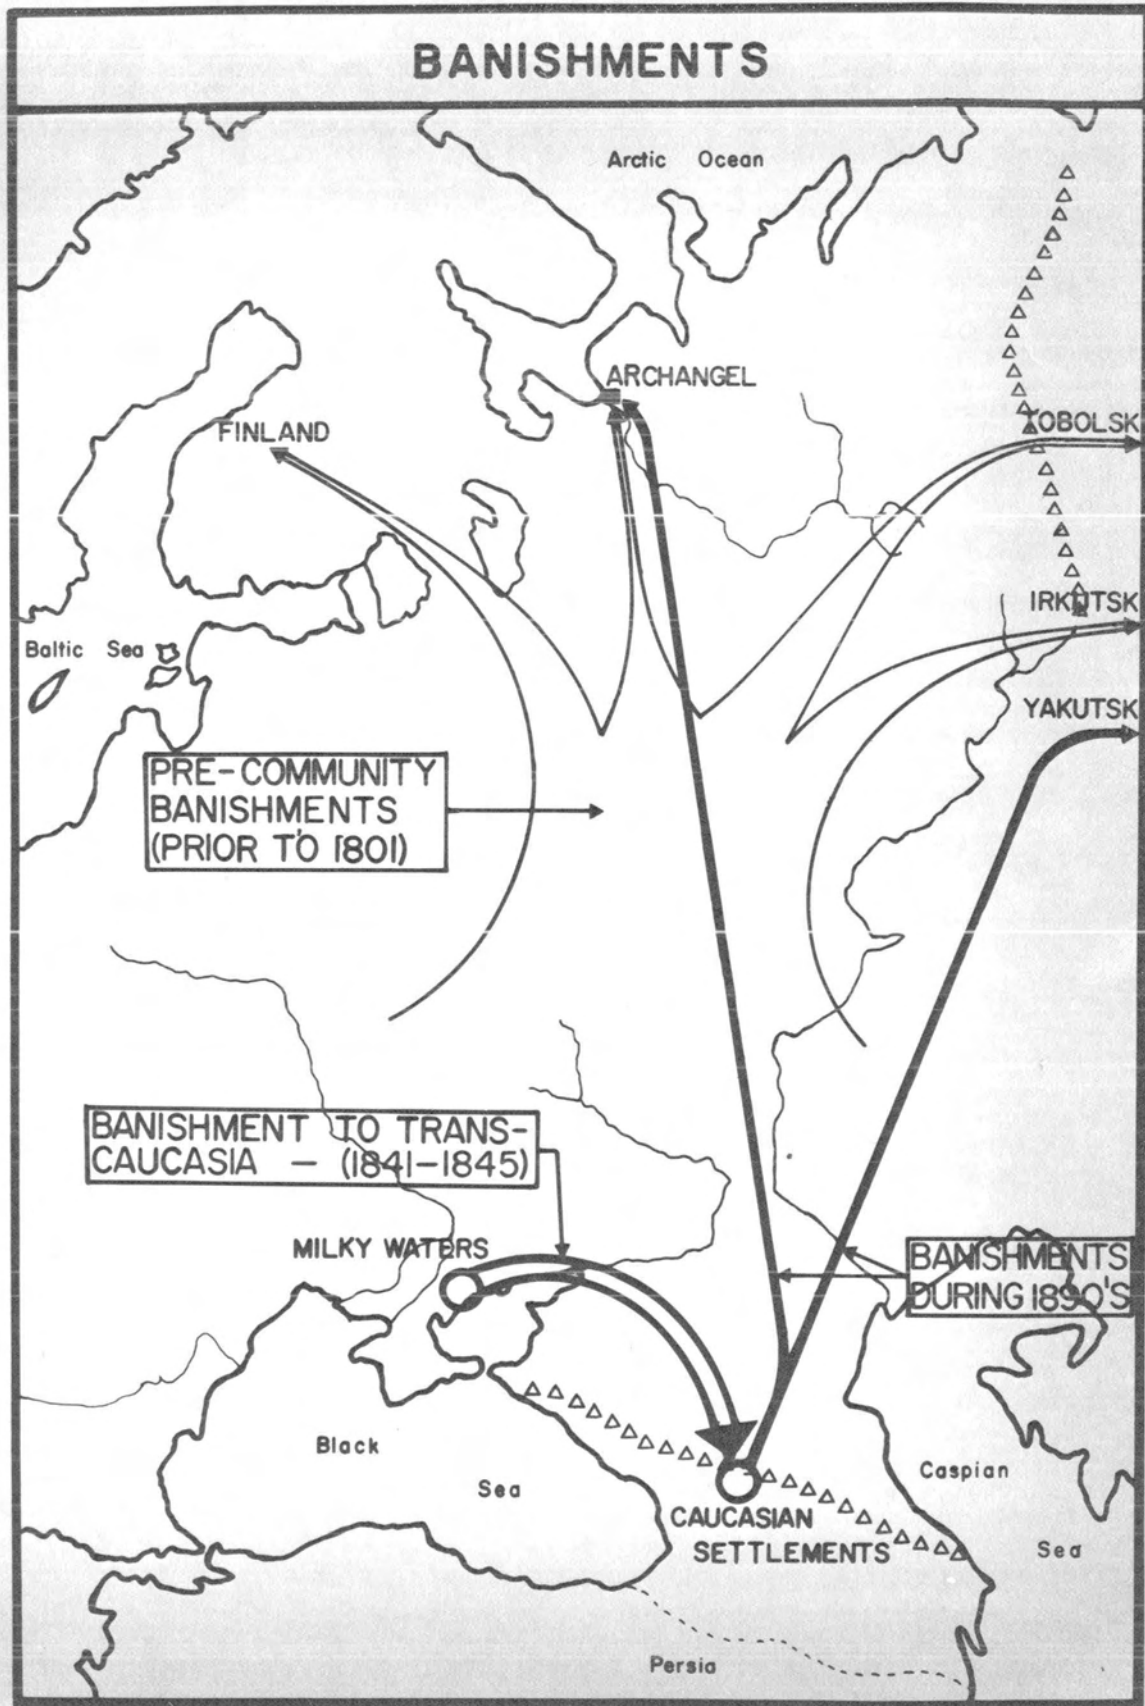 BANISHMENTS
Arctic Ocean
ARCHANGEL
FINLAND
TOBOLSK
IRKUTSK
Baltic Sea
YAKUTSK
PRE-COMMUNITY
BANISHMENTS
(PRIOR TO 1801)
BANISHMENT TO TRANS-
CAUCASIA — (1841-1845)
MILKY WATERS
BANISHMENTS
DURING 1890'S
Black
Sea
Caspian
Sea
CAUCASIAN
SETTLEMENTS
Persia